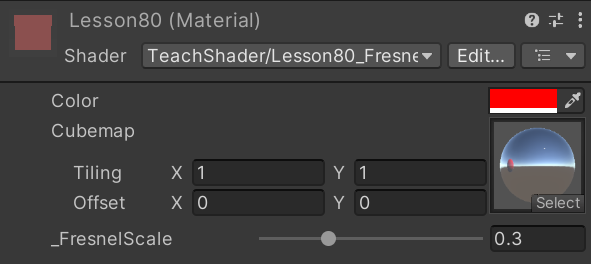 Lesson80 (Material)
Shader TeachShader/Lesson80_Fresne Edit...
Color
Cubemap
Tiling X 1 Y 1
Offset X 0 Y 0
Select
_FresnelScale 0.3